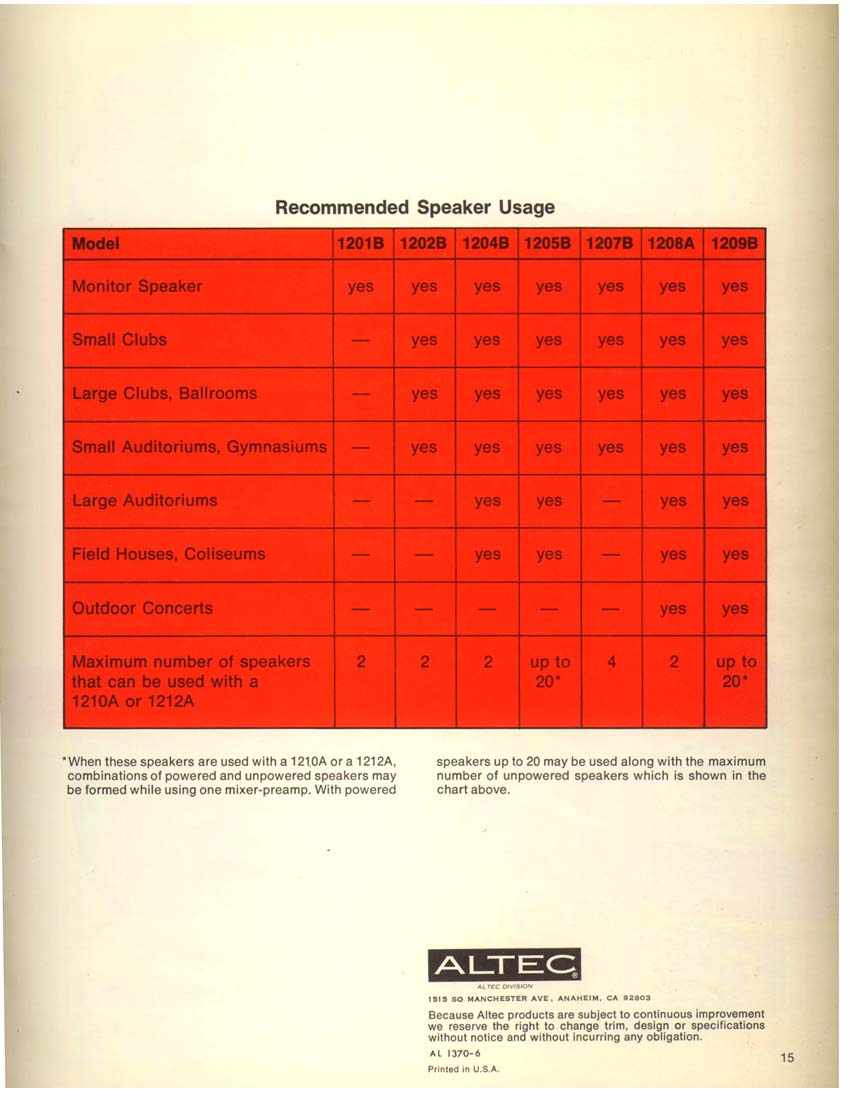 Recommended Speaker Usage
Model 1201B 1202B 1204B 1205B 1207B 1208A 1209B
Monitor Speaker yes yes yes yes yes yes yes
Small Clubs — yes yes yes yes yes yes
Large Clubs, Ballrooms — yes yes yes yes yes yes
Small Auditoriums, Gymnasiums — yes yes yes yes yes yes
Large Auditoriums — — yes yes — yes yes
Field Houses, Coliseums — — yes yes — yes yes
Outdoor Concerts — — — — — yes yes
Maximum number of speakers 2 2 2 up to 4 2 up to
that can be used with a 20* 20*
1210A or 1212A
*When these speakers are used with a 1210A or a 1212A,
combinations of powered and unpowered speakers may
be formed while using one mixer-preamp. With powered
speakers up to 20 may be used along with the maximum
number of unpowered speakers which is shown in the
chart above.
ALTEC®
ALTEC DIVISION
1515 SO MANCHESTER AVE, ANAHEIM, CA 92803
Because Altec products are subject to continuous improvement
we reserve the right to change trim, design or specifications
without notice and without incurring any obligation.
AL 1370-6
Printed in U.S.A.
15